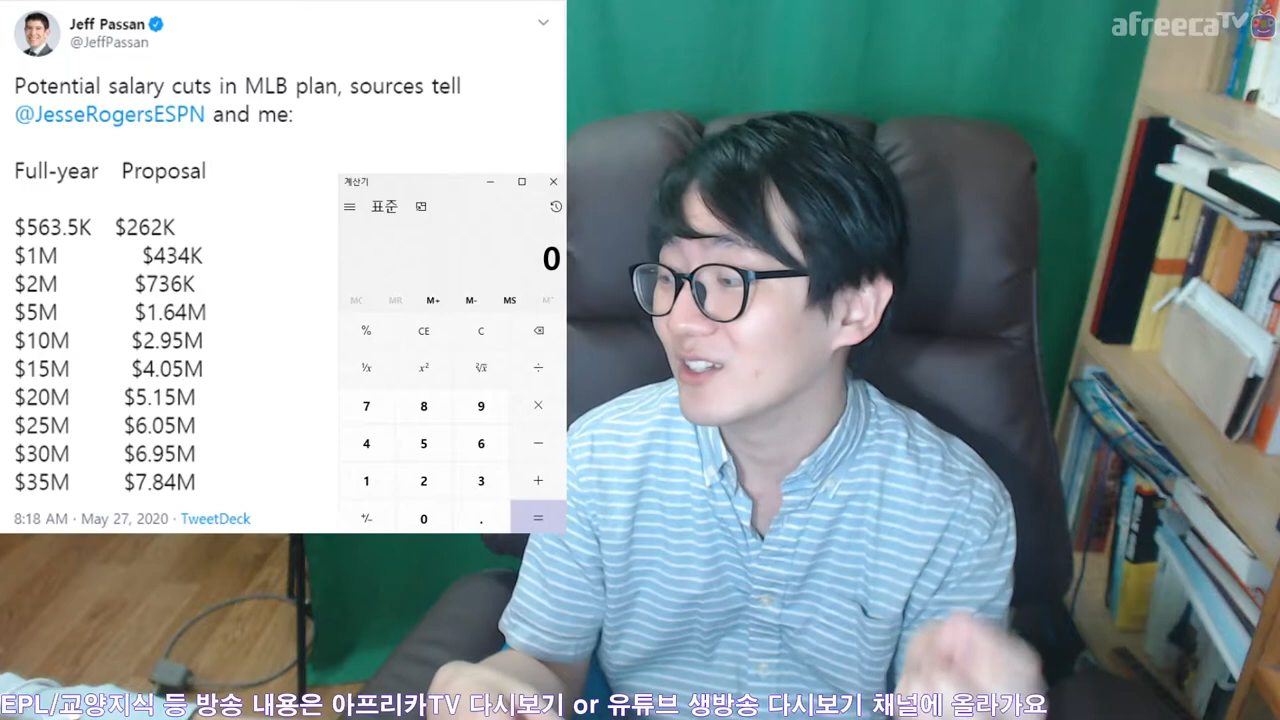 Jeff Passan
@JeffPassan
Potential salary cuts in MLB plan, sources tell
@JesseRogersESPN and me:
Full-year Proposal
$563.5K $262K
$1M $434K
$2M $736K
$5M $1.64M
$10M $2.95M
$15M $4.05M
$20M $5.15M
$25M $6.05M
$30M $6.95M
$35M $7.84M
8:18 AM · May 27, 2020 · TweetDeck
계산기
표준
0
MC MR M+ M- MS
% CE C
¹/x x² ²√x ÷
7 8 9 ×
4 5 6 −
1 2 3 +
+/- 0 . =
afreecaTV
EPL/교양지식 등 방송 내용은 아프리카TV 다시보기 or 유튜브 생방송 다시보기 채널에 올라가요